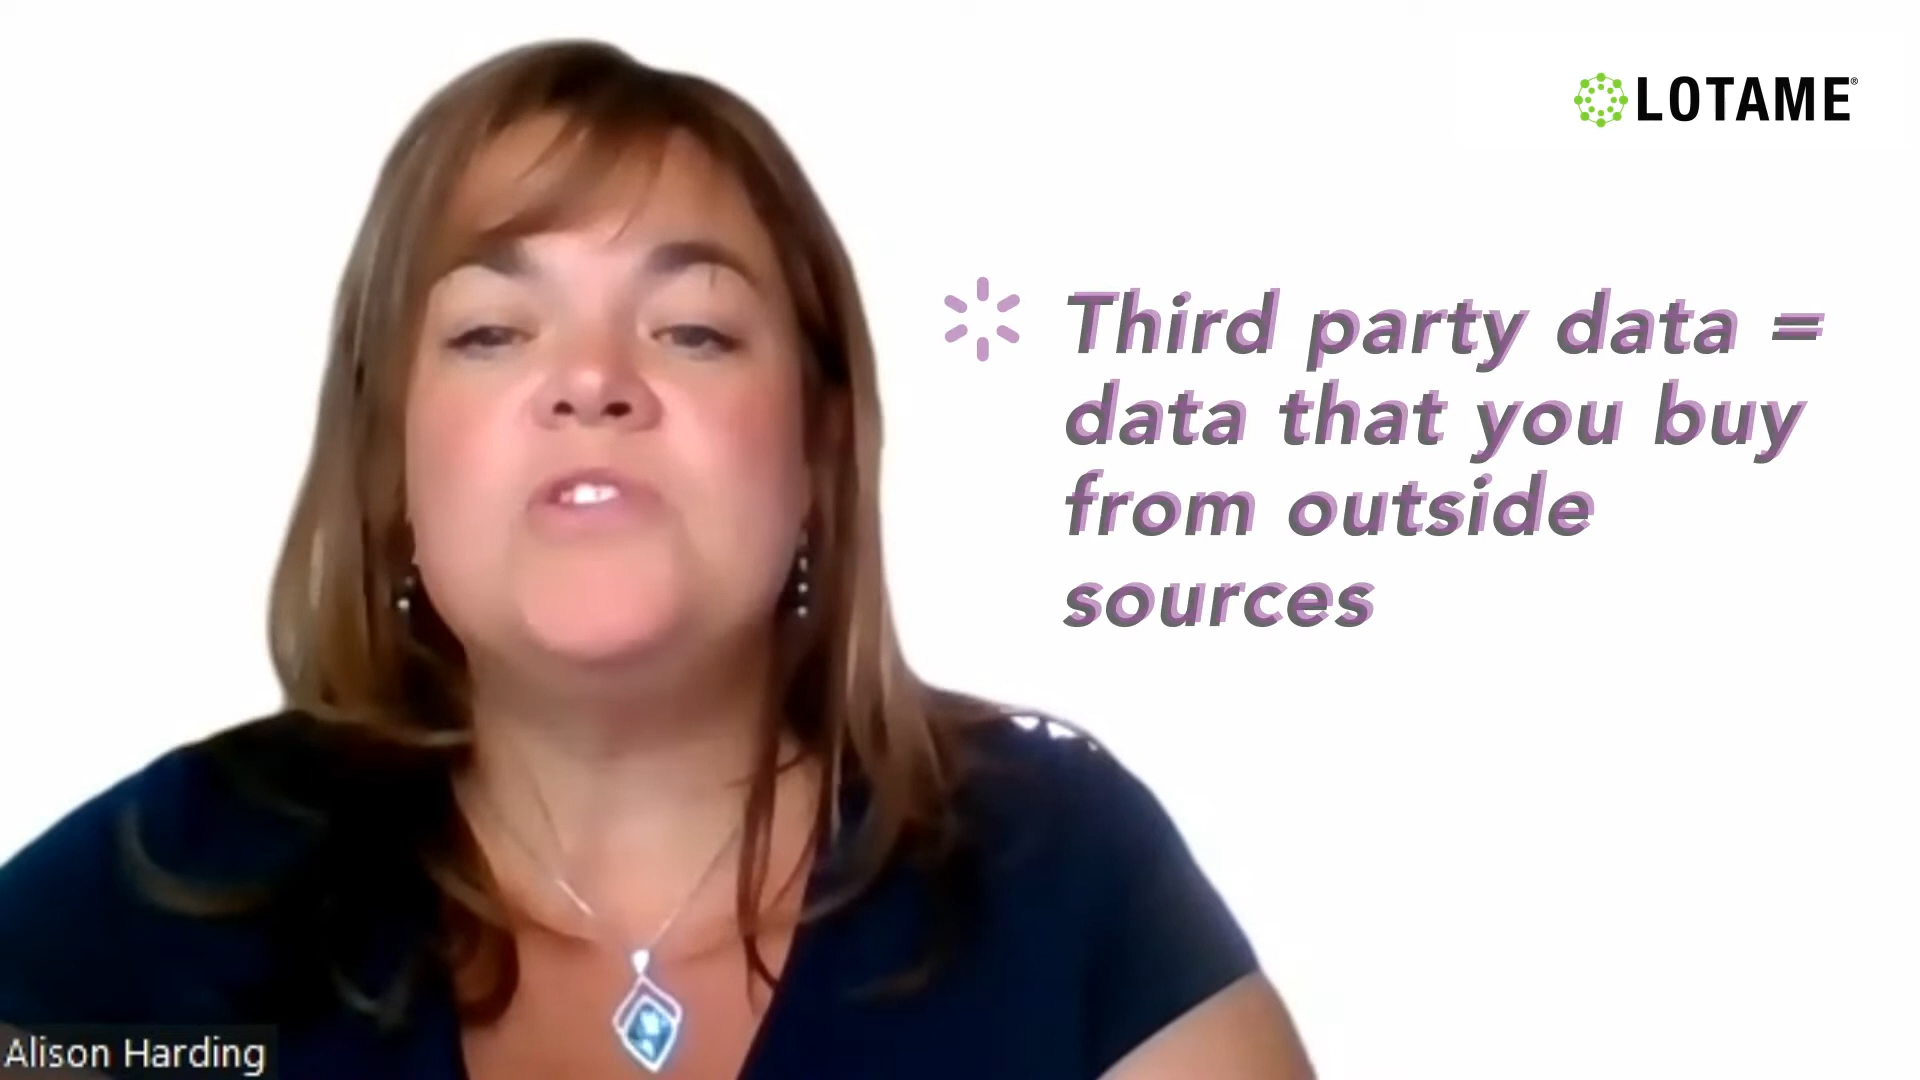 LOTAME®
Third party data =
data that you buy
from outside
sources
Alison Harding